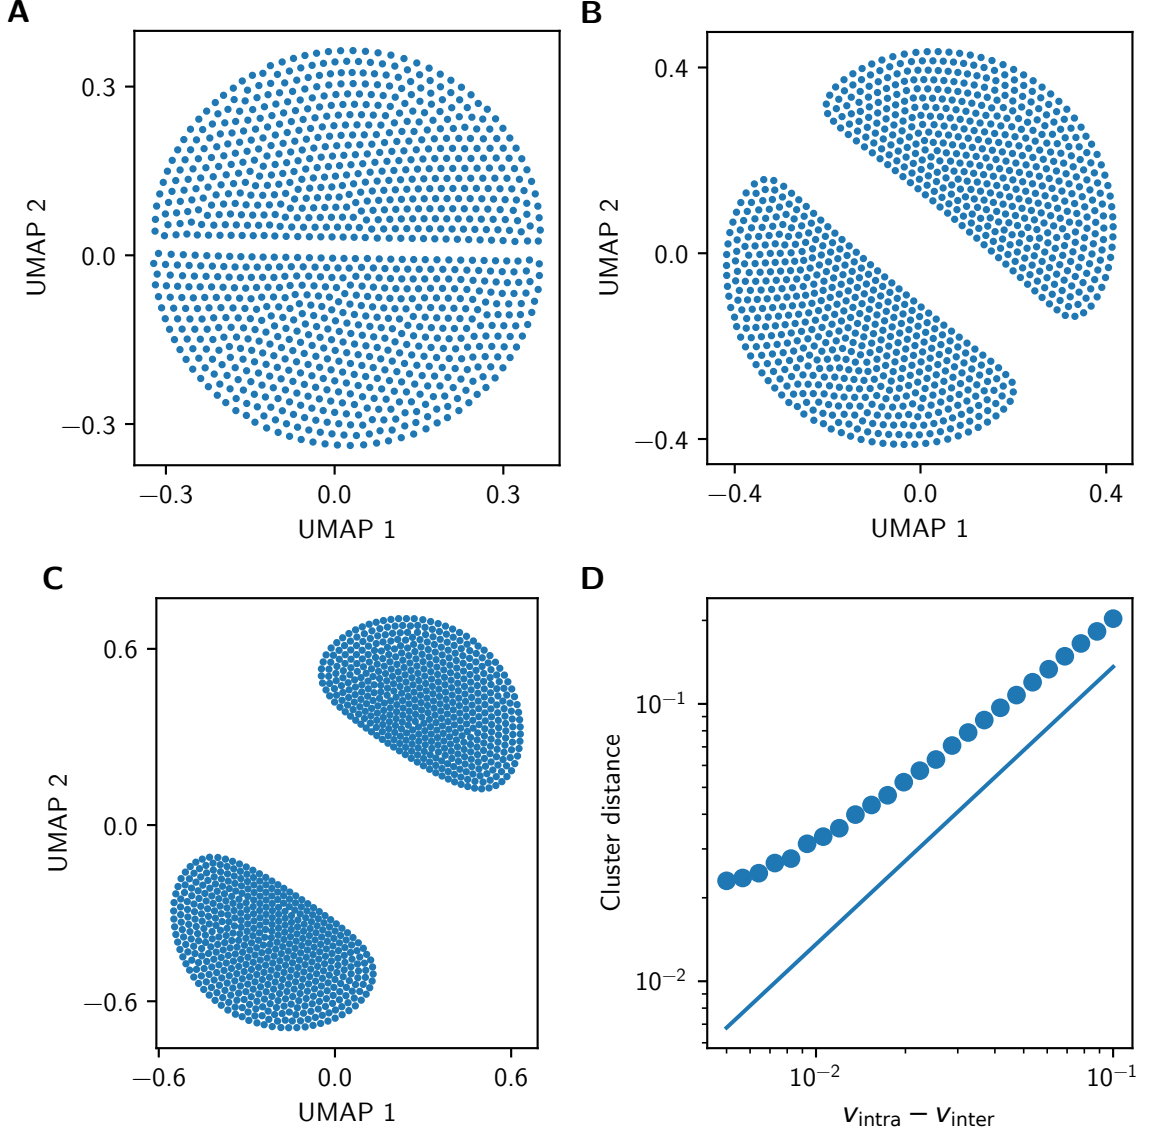 A
0.3
0.0
−0.3
UMAP 2
−0.3 0.0 0.3
UMAP 1
B
0.4
0.0
−0.4
UMAP 2
−0.4 0.0 0.4
UMAP 1
C
0.6
0.0
−0.6
UMAP 2
−0.6 0.0 0.6
UMAP 1
D
10⁻¹
10⁻²
Cluster distance
10⁻² 10⁻¹
v_intra − v_inter